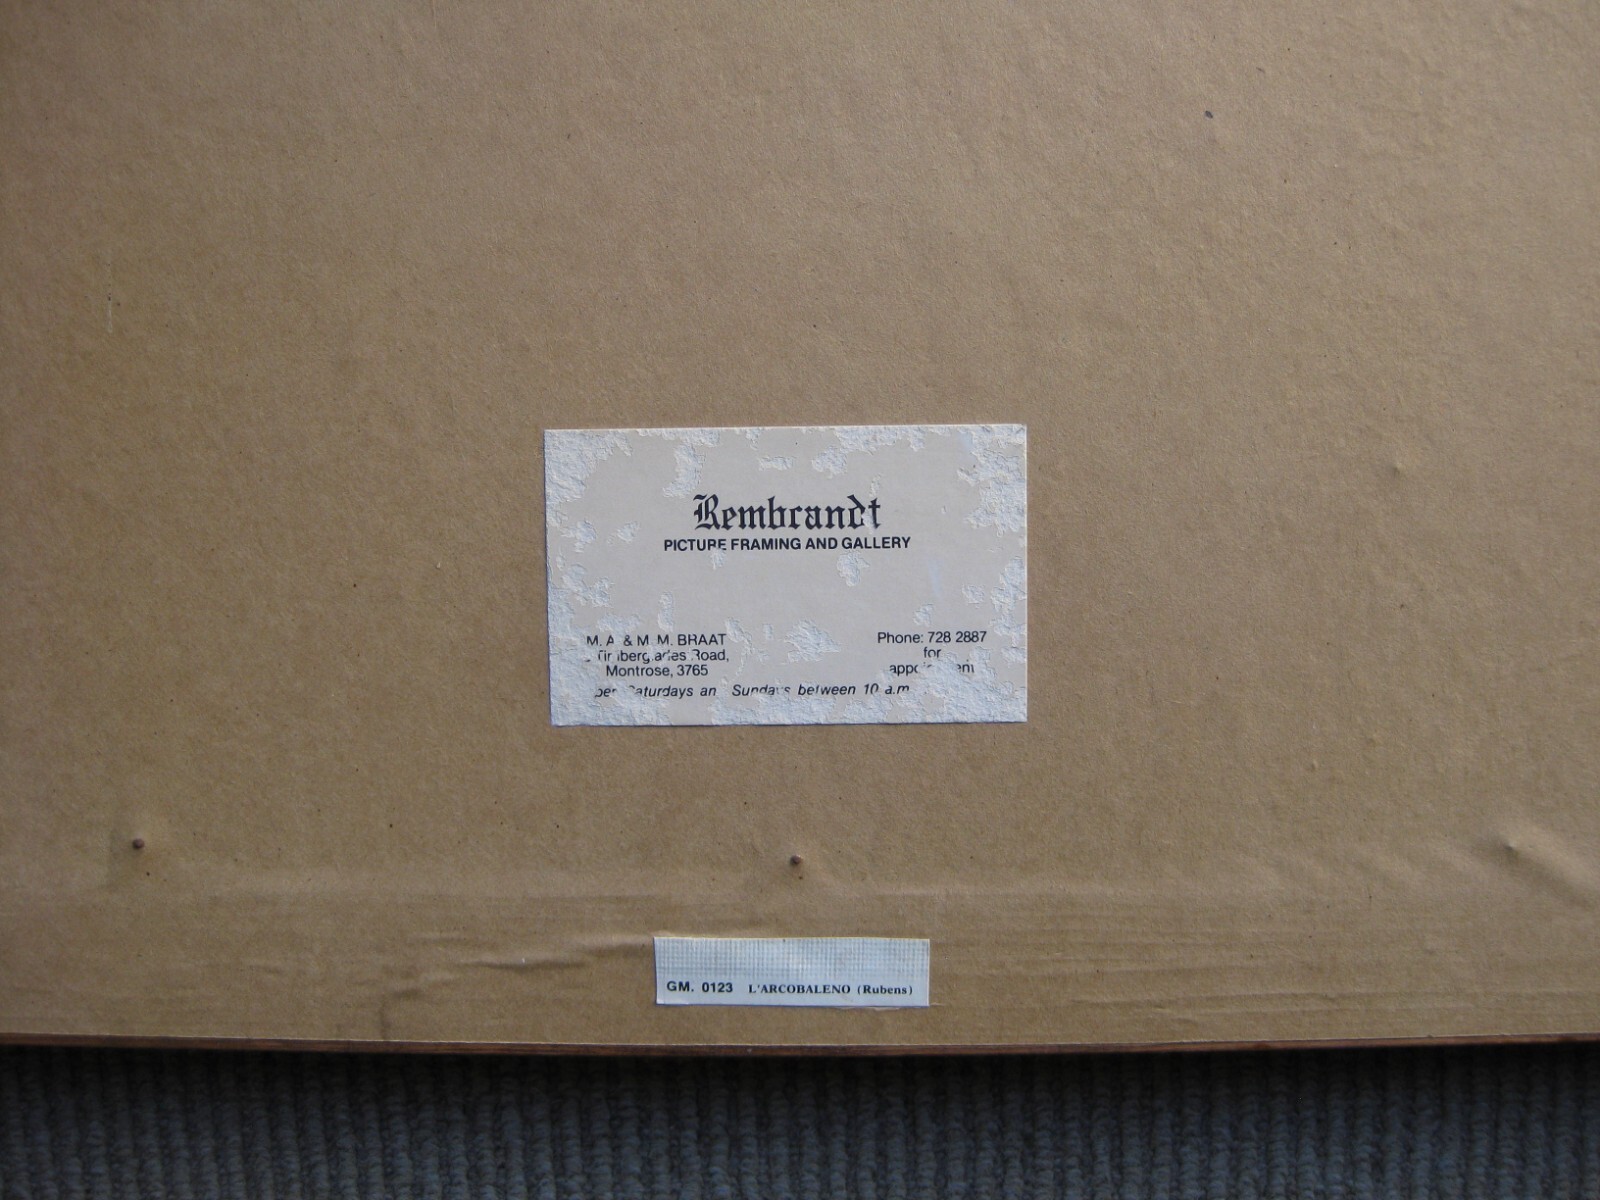 Rembrandt
PICTURE FRAMING AND GALLERY
M. A. & M. M. BRAAT
Road,
Montrose, 3765
Phone: 728 2887
for
Saturdays an Sundays between 10 a.m
GM. 0123 L'ARCOBALENO (Rubens)